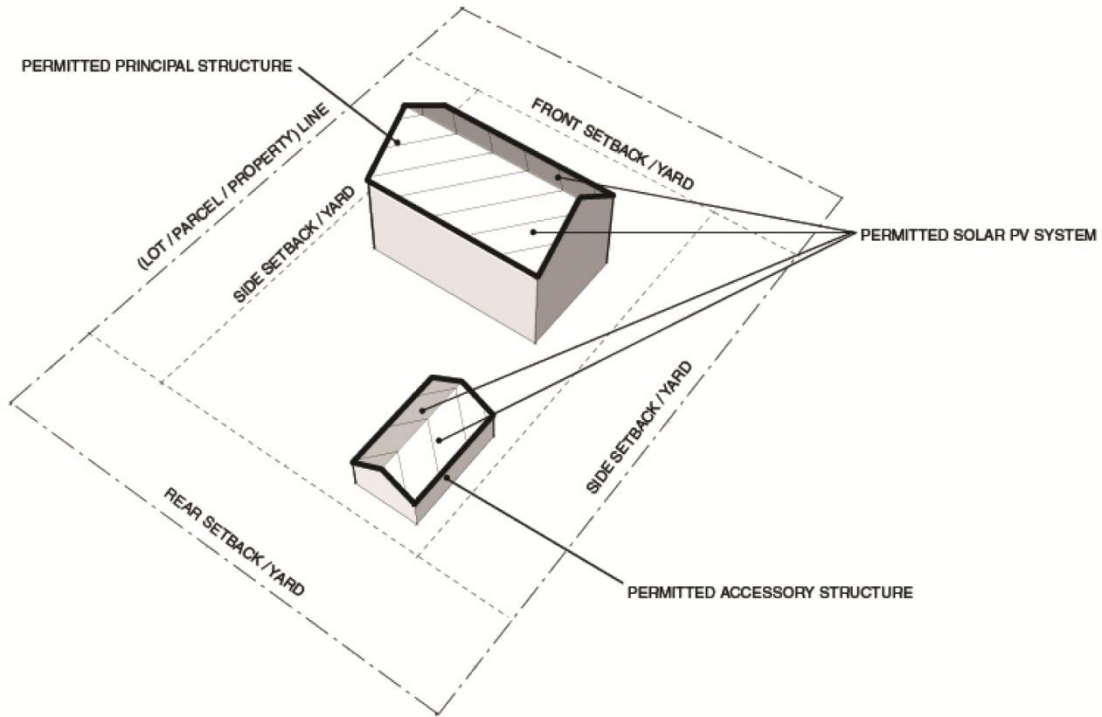 PERMITTED PRINCIPAL STRUCTURE
(LOT / PARCEL / PROPERTY) LINE
FRONT SETBACK / YARD
SIDE SETBACK / YARD
PERMITTED SOLAR PV SYSTEM
SIDE SETBACK / YARD
REAR SETBACK / YARD
PERMITTED ACCESSORY STRUCTURE